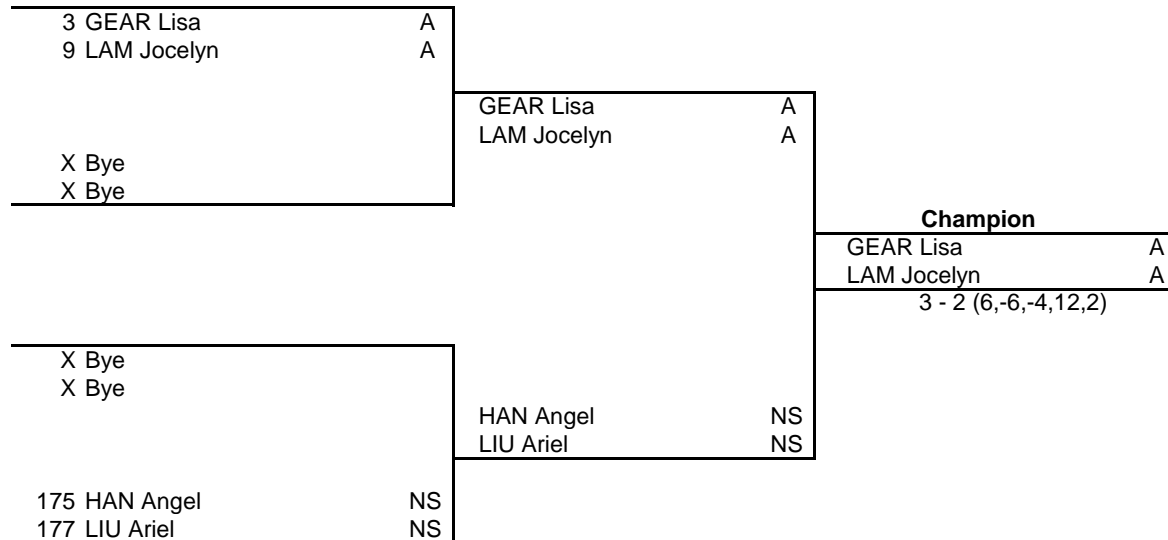 3 GEAR Lisa A
9 LAM Jocelyn A
GEAR Lisa A
LAM Jocelyn A
X Bye
X Bye
Champion
GEAR Lisa A
LAM Jocelyn A
3 - 2 (6,-6,-4,12,2)
X Bye
X Bye
HAN Angel NS
LIU Ariel NS
175 HAN Angel NS
177 LIU Ariel NS